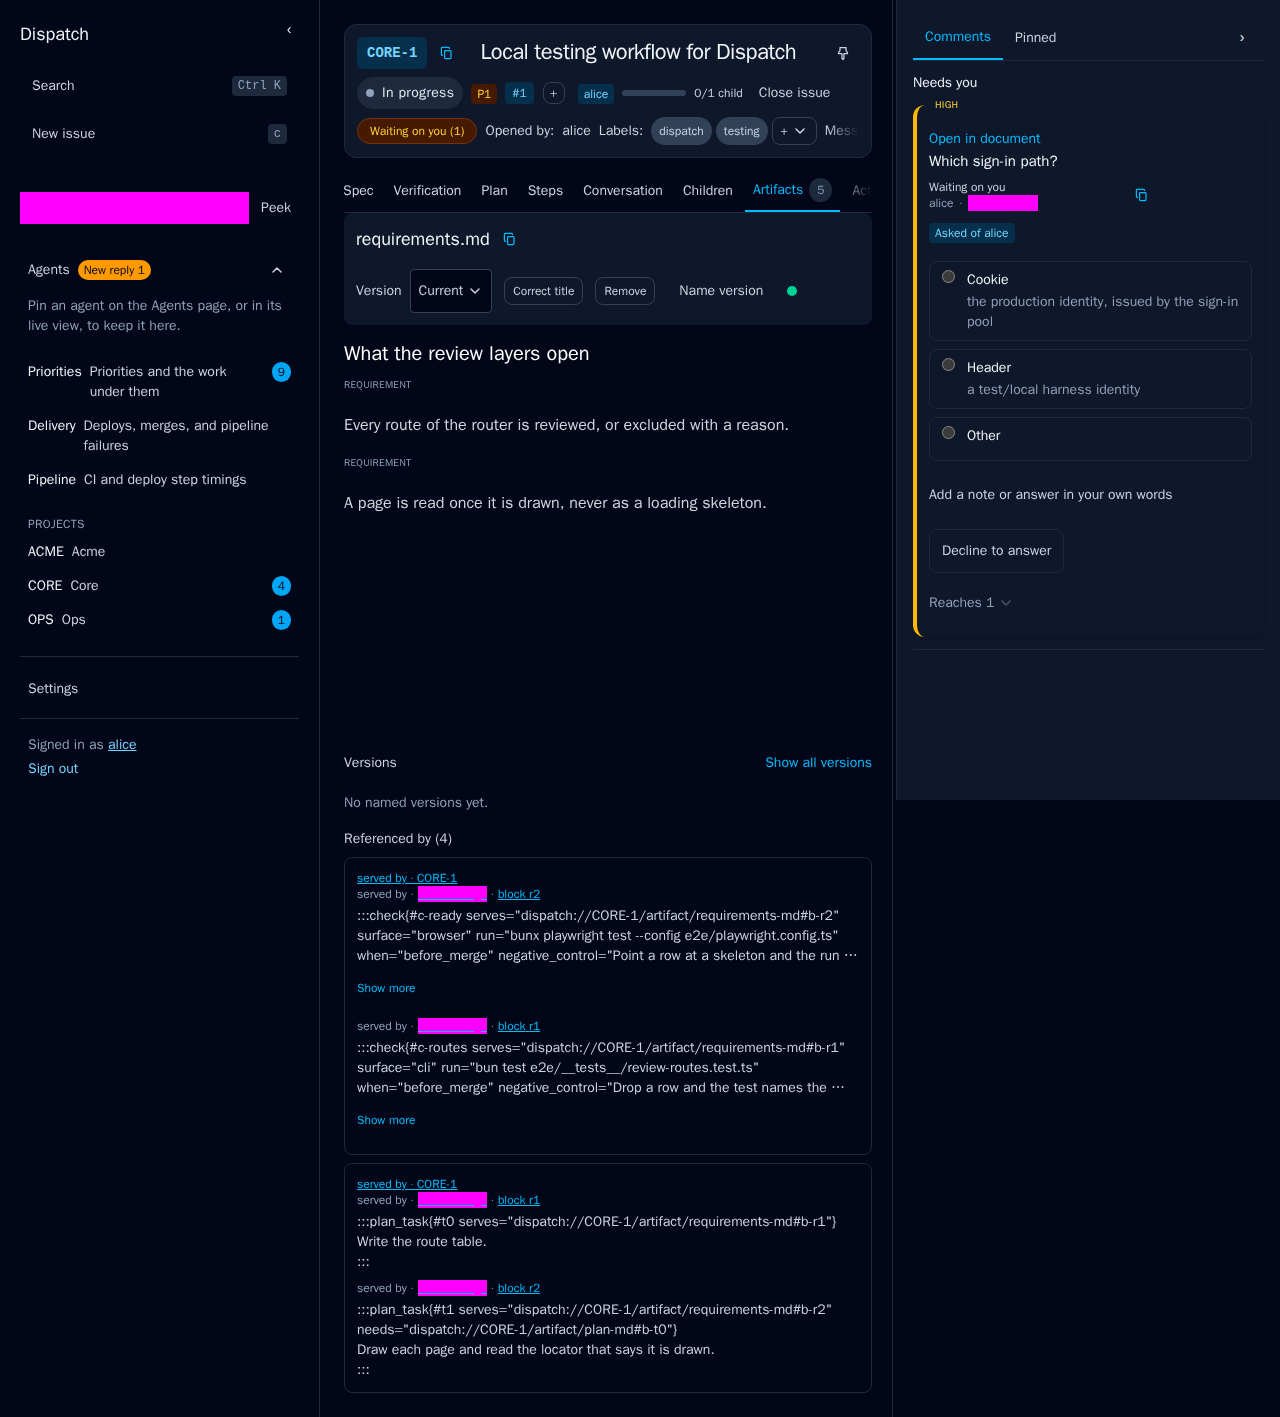 Dispatch
Search
Ctrl K
New issue
C
Peek
Agents
New reply 1
Pin an agent on the Agents page, or in its
live view, to keep it here.
Priorities
Priorities and the work
under them
9
Delivery
Deploys, merges, and pipeline
failures
Pipeline
CI and deploy step timings
PROJECTS
ACME Acme
CORE Core
4
OPS Ops
1
Settings
Signed in as alice
Sign out
CORE-1
Local testing workflow for Dispatch
In progress
P1
#1
+
alice
0/1 child
Close issue
Waiting on you (1)
Opened by: alice
Labels:
dispatch
testing
+
Mess
Spec
Verification
Plan
Steps
Conversation
Children
Artifacts 5
Act
requirements.md
Version
Current
Correct title
Remove
Name version
What the review layers open
REQUIREMENT
Every route of the router is reviewed, or excluded with a reason.
REQUIREMENT
A page is read once it is drawn, never as a loading skeleton.
Versions
Show all versions
No named versions yet.
Referenced by (4)
served by · CORE-1
served by · · block r2
:::check{#c-ready serves="dispatch://CORE-1/artifact/requirements-md#b-r2"
surface="browser" run="bunx playwright test --config e2e/playwright.config.ts"
when="before_merge" negative_control="Point a row at a skeleton and the run ⋯
Show more
served by · · block r1
:::check{#c-routes serves="dispatch://CORE-1/artifact/requirements-md#b-r1"
surface="cli" run="bun test e2e/__tests__/review-routes.test.ts"
when="before_merge" negative_control="Drop a row and the test names the ⋯
Show more
served by · CORE-1
served by · · block r1
:::plan_task{#t0 serves="dispatch://CORE-1/artifact/requirements-md#b-r1"}
Write the route table.
:::
served by · · block r2
:::plan_task{#t1 serves="dispatch://CORE-1/artifact/requirements-md#b-r2"
needs="dispatch://CORE-1/artifact/plan-md#b-t0"}
Draw each page and read the locator that says it is drawn.
:::
Comments
Pinned
Needs you
HIGH
Open in document
Which sign-in path?
Waiting on you
alice ·
Asked of alice
Cookie
the production identity, issued by the sign-in
pool
Header
a test/local harness identity
Other
Add a note or answer in your own words
Decline to answer
Reaches 1